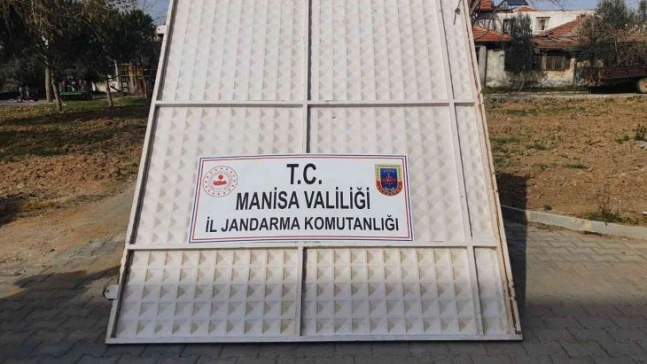 T.C.
MANİSA VALİLİĞİ
İL JANDARMA KOMUTANLIĞI